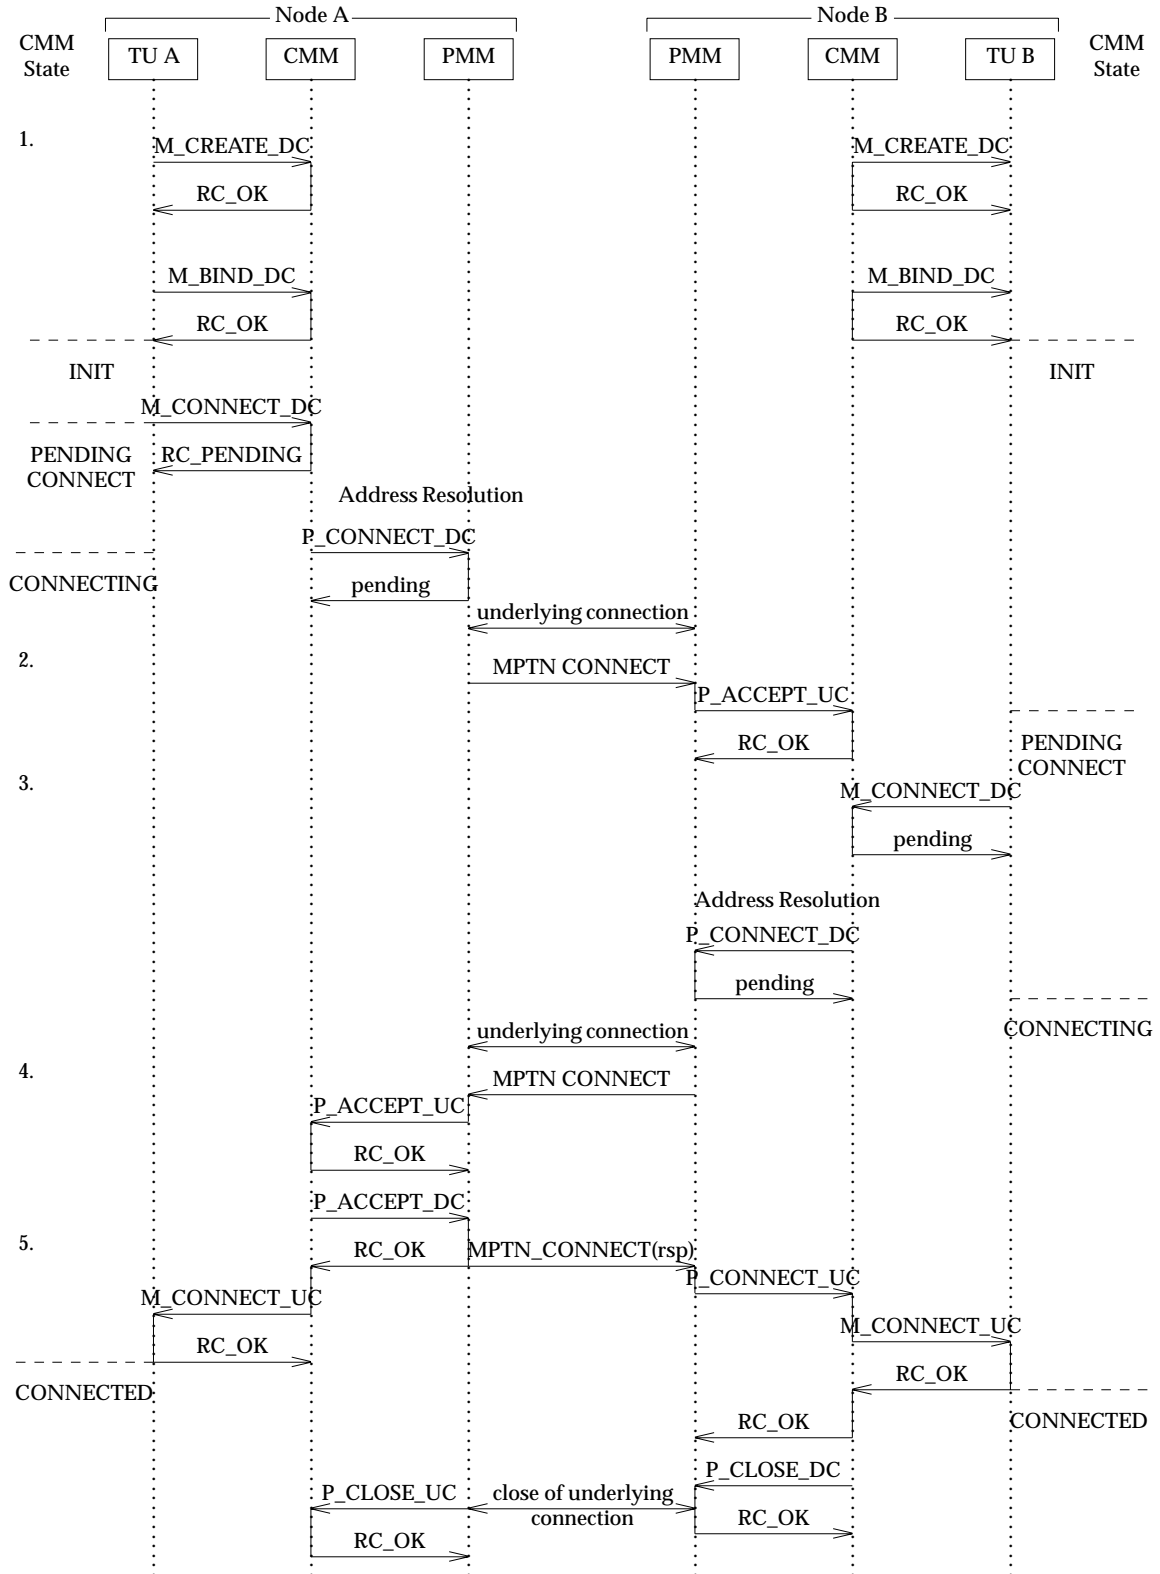 Node A
Node B
CMM
State
TU A
CMM
PMM
PMM
CMM
TU B
CMM
State
1.
M_CREATE_DC
M_CREATE_DC
RC_OK
RC_OK
M_BIND_DC
M_BIND_DC
RC_OK
RC_OK
INIT
INIT
M_CONNECT_DC
PENDING
CONNECT
RC_PENDING
Address Resolution
P_CONNECT_DC
CONNECTING
pending
underlying connection
2.
MPTN CONNECT
P_ACCEPT_UC
RC_OK
PENDING
CONNECT
3.
M_CONNECT_DC
pending
Address Resolution
P_CONNECT_DC
pending
CONNECTING
underlying connection
4.
MPTN CONNECT
P_ACCEPT_UC
RC_OK
P_ACCEPT_DC
5.
RC_OK
MPTN_CONNECT(rsp)
P_CONNECT_UC
M_CONNECT_UC
M_CONNECT_UC
RC_OK
RC_OK
CONNECTED
CONNECTED
RC_OK
P_CLOSE_DC
P_CLOSE_UC
close of underlying
connection
RC_OK
RC_OK